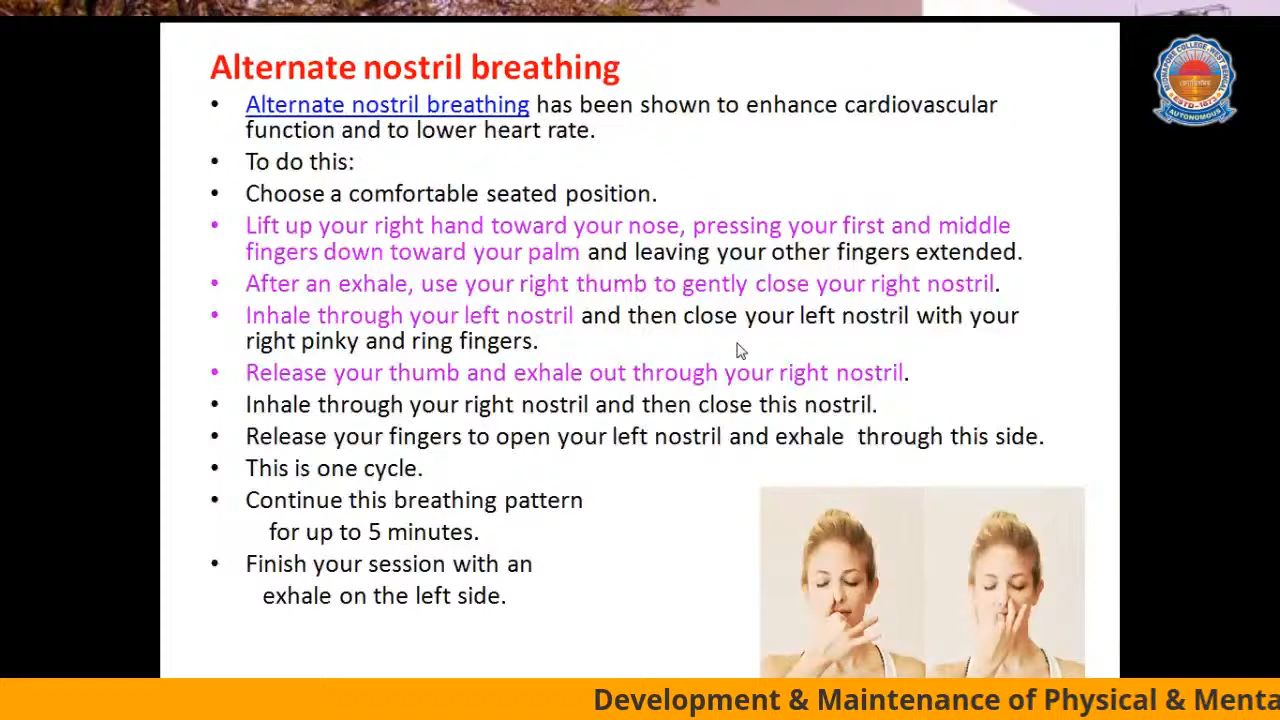 Alternate nostril breathing
• Alternate nostril breathing has been shown to enhance cardiovascular
function and to lower heart rate.
• To do this:
• Choose a comfortable seated position.
• Lift up your right hand toward your nose, pressing your first and middle
fingers down toward your palm and leaving your other fingers extended.
• After an exhale, use your right thumb to gently close your right nostril.
• Inhale through your left nostril and then close your left nostril with your
right pinky and ring fingers.
• Release your thumb and exhale out through your right nostril.
• Inhale through your right nostril and then close this nostril.
• Release your fingers to open your left nostril and exhale through this side.
• This is one cycle.
• Continue this breathing pattern
for up to 5 minutes.
• Finish your session with an
exhale on the left side.
MIDNAPORE COLLEGE, WEST BENGAL
ESTD-1873
AUTONOMOUS
Development & Maintenance of Physical & Menta